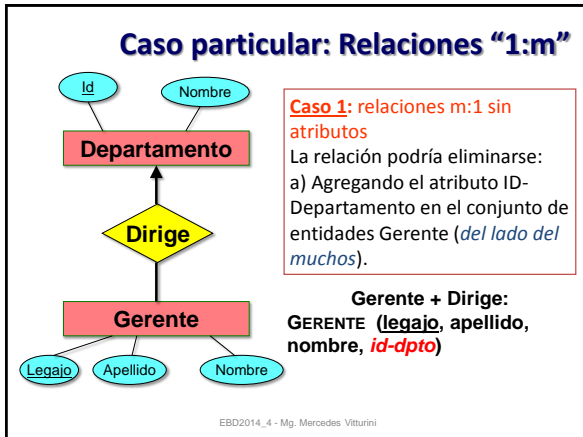 Caso particular: Relaciones “1:m”
Id
Nombre
Departamento
Dirige
Gerente
Legajo
Apellido
Nombre
Caso 1: relaciones m:1 sin
atributos
La relación podría eliminarse:
a) Agregando el atributo ID-
Departamento en el conjunto de
entidades Gerente (del lado del
muchos).
Gerente + Dirige:
GERENTE (legajo, apellido,
nombre, id-dpto)
EBD2014_4 - Mg. Mercedes Vitturini